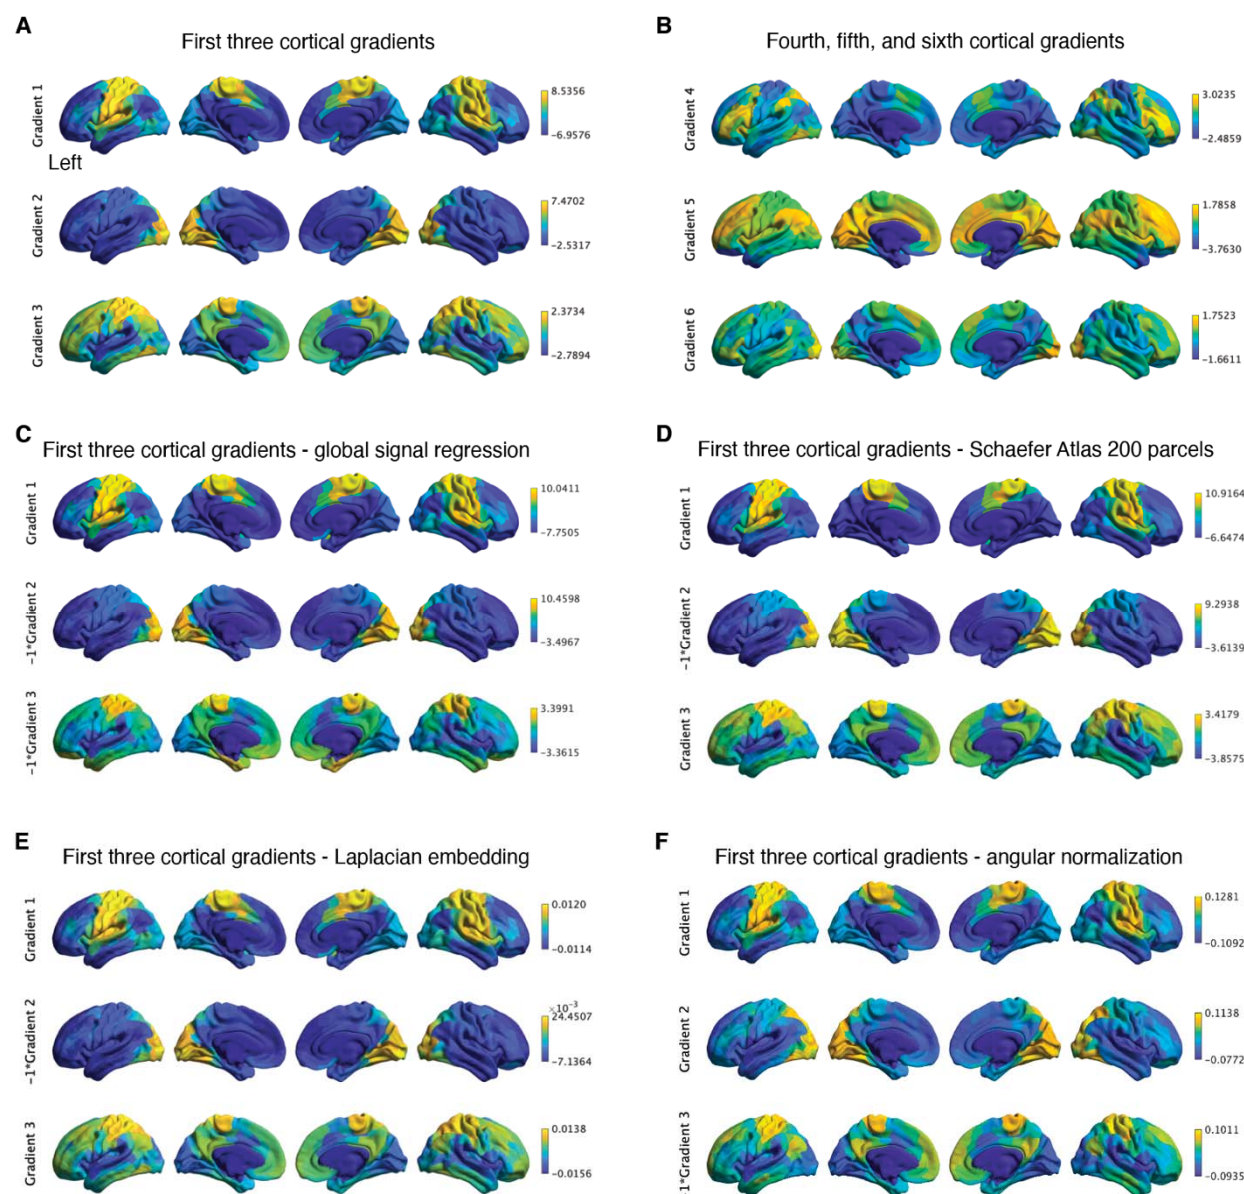 A
First three cortical gradients
Gradient 1
8.5356
−6.9576
Left
Gradient 2
7.4702
−2.5317
Gradient 3
2.3734
−2.7894
B
Fourth, fifth, and sixth cortical gradients
Gradient 4
3.0235
−2.4859
Gradient 5
1.7858
−3.7630
Gradient 6
1.7523
−1.6611
C
First three cortical gradients - global signal regression
Gradient 1
10.0411
−7.7505
−1*Gradient 2
10.4598
−3.4967
−1*Gradient 3
3.3991
−3.3615
D
First three cortical gradients - Schaefer Atlas 200 parcels
Gradient 1
10.9164
−6.6474
−1*Gradient 2
9.2938
−3.6139
Gradient 3
3.4179
−3.8575
E
First three cortical gradients - Laplacian embedding
Gradient 1
0.0120
−0.0114
−1*Gradient 2
×10⁻³
24.4507
−7.1364
Gradient 3
0.0138
−0.0156
F
First three cortical gradients - angular normalization
Gradient 1
0.1281
−0.1092
Gradient 2
0.1138
−0.0772
−1*Gradient 3
0.1011
−0.0935